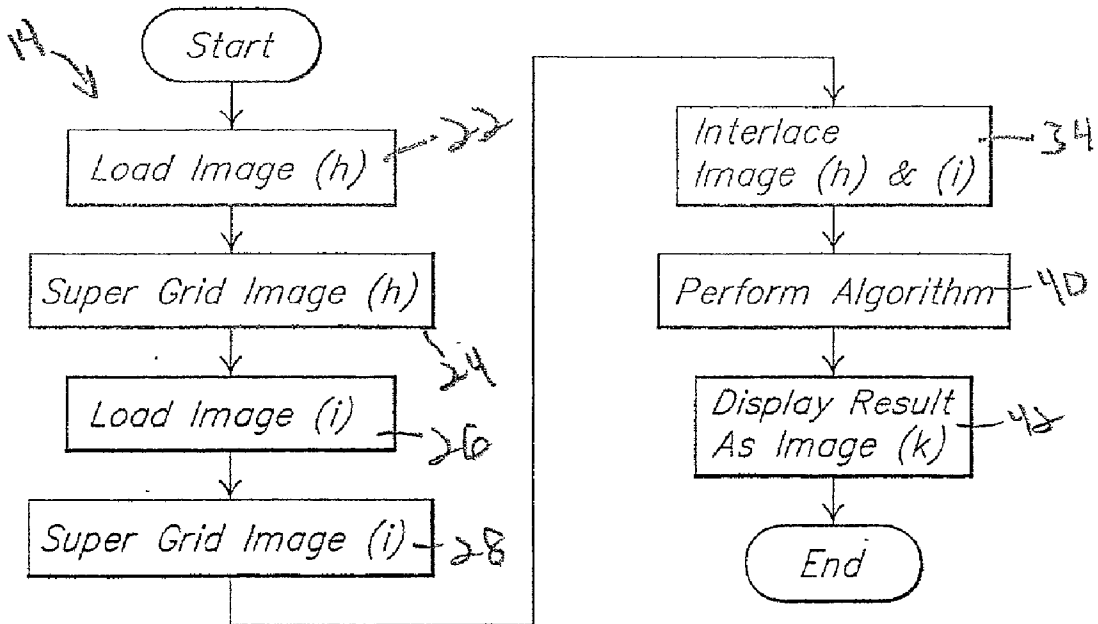 14
Start
Load Image (h)
22
Super Grid Image (h)
24
Load Image (i)
26
Super Grid Image (i)
28
Interlace
Image (h) & (i)
34
Perform Algorithm
40
Display Result
As Image (k)
42
End